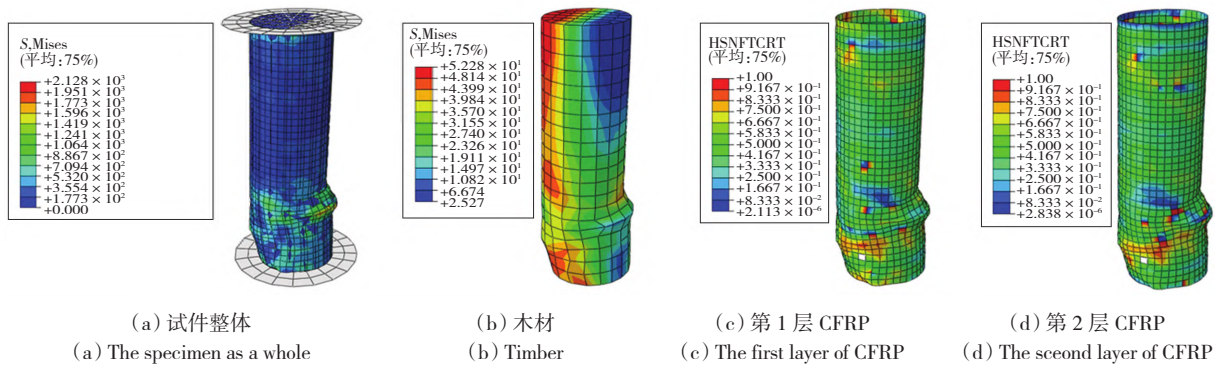 S,Mises
(平均:75%)
+2.128 × 10³
+1.951 × 10³
+1.773 × 10³
+1.596 × 10³
+1.419 × 10³
+1.241 × 10³
+1.064 × 10³
+8.867 × 10²
+7.094 × 10²
+5.320 × 10²
+3.554 × 10²
+1.773 × 10²
+0.000
S,Mises
(平均:75%)
+5.228 × 10¹
+4.814 × 10¹
+4.399 × 10¹
+3.984 × 10¹
+3.570 × 10¹
+3.155 × 10¹
+2.740 × 10¹
+2.326 × 10¹
+1.911 × 10¹
+1.497 × 10¹
+1.082 × 10¹
+6.674
+2.527
HSNFTCRT
(平均:75%)
+1.00
+9.167 × 10⁻¹
+8.333 × 10⁻¹
+7.500 × 10⁻¹
+6.667 × 10⁻¹
+5.833 × 10⁻¹
+5.000 × 10⁻¹
+4.167 × 10⁻¹
+3.333 × 10⁻¹
+2.500 × 10⁻¹
+1.667 × 10⁻¹
+8.333 × 10⁻²
+2.113 × 10⁻⁶
HSNFTCRT
(平均:75%)
+1.00
+9.167 × 10⁻¹
+8.333 × 10⁻¹
+7.500 × 10⁻¹
+6.667 × 10⁻¹
+5.833 × 10⁻¹
+5.000 × 10⁻¹
+4.167 × 10⁻¹
+3.333 × 10⁻¹
+2.500 × 10⁻¹
+1.667 × 10⁻¹
+8.333 × 10⁻²
+2.838 × 10⁻⁶
(a)试件整体
(a) The specimen as a whole
(b)木材
(b) Timber
(c)第 1 层 CFRP
(c) The first layer of CFRP
(d)第 2 层 CFRP
(d) The sceond layer of CFRP